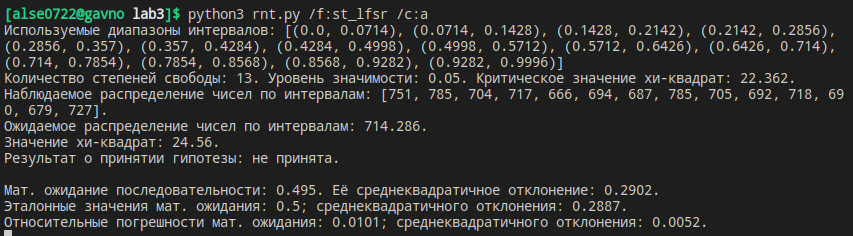 [alse0722@gavno lab3]$ python3 rnt.py /f:st_lfsr /c:a
Используемые диапазоны интервалов: [(0.0, 0.0714), (0.0714, 0.1428), (0.1428, 0.2142), (0.2142, 0.2856),
(0.2856, 0.357), (0.357, 0.4284), (0.4284, 0.4998), (0.4998, 0.5712), (0.5712, 0.6426), (0.6426, 0.714),
(0.714, 0.7854), (0.7854, 0.8568), (0.8568, 0.9282), (0.9282, 0.9996)]
Количество степеней свободы: 13. Уровень значимости: 0.05. Критическое значение хи-квадрат: 22.362.
Наблюдаемое распределение чисел по интервалам: [751, 785, 704, 717, 666, 694, 687, 785, 705, 692, 718, 69
0, 679, 727].
Ожидаемое распределение чисел по интервалам: 714.286.
Значение хи-квадрат: 24.56.
Результат о принятии гипотезы: не принята.
Мат. ожидание последовательности: 0.495. Её среднеквадратичное отклонение: 0.2902.
Эталонные значения мат. ожидания: 0.5; среднеквадратичного отклонения: 0.2887.
Относительные погрешности мат. ожидания: 0.0101; среднеквадратичного отклонения: 0.0052.